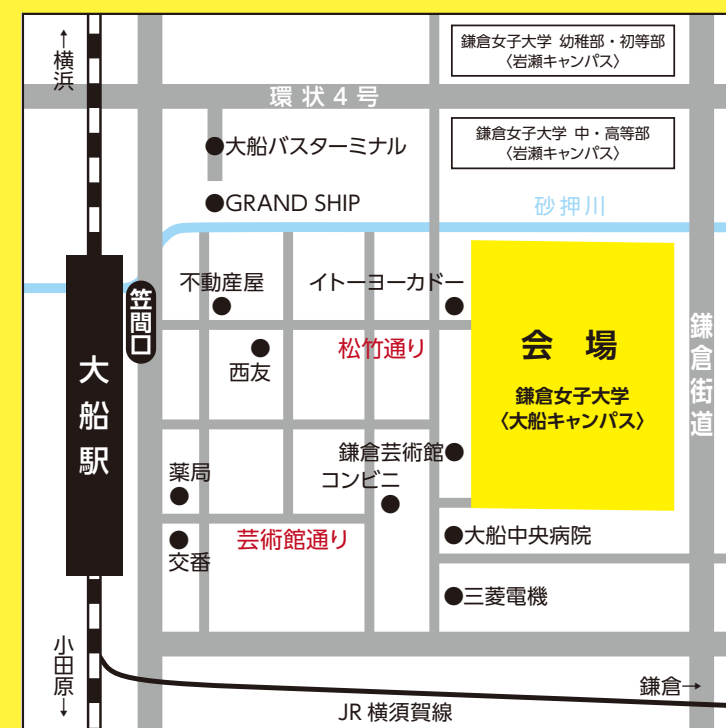 ↑横浜
鎌倉女子大学 幼稚部・初等部
〈岩瀬キャンパス〉
環状4号
鎌倉女子大学 中・高等部
〈岩瀬キャンパス〉
●大船バスターミナル
●GRAND SHIP
砂押川
不動産屋
イトーヨーカドー
笠間口
会場
鎌倉女子大学
〈大船キャンパス〉
鎌倉街道
松竹通り
西友
大船駅
鎌倉芸術館
薬局
コンビニ
芸術館通り
大船中央病院
交番
三菱電機
小田原↓
鎌倉→
JR 横須賀線